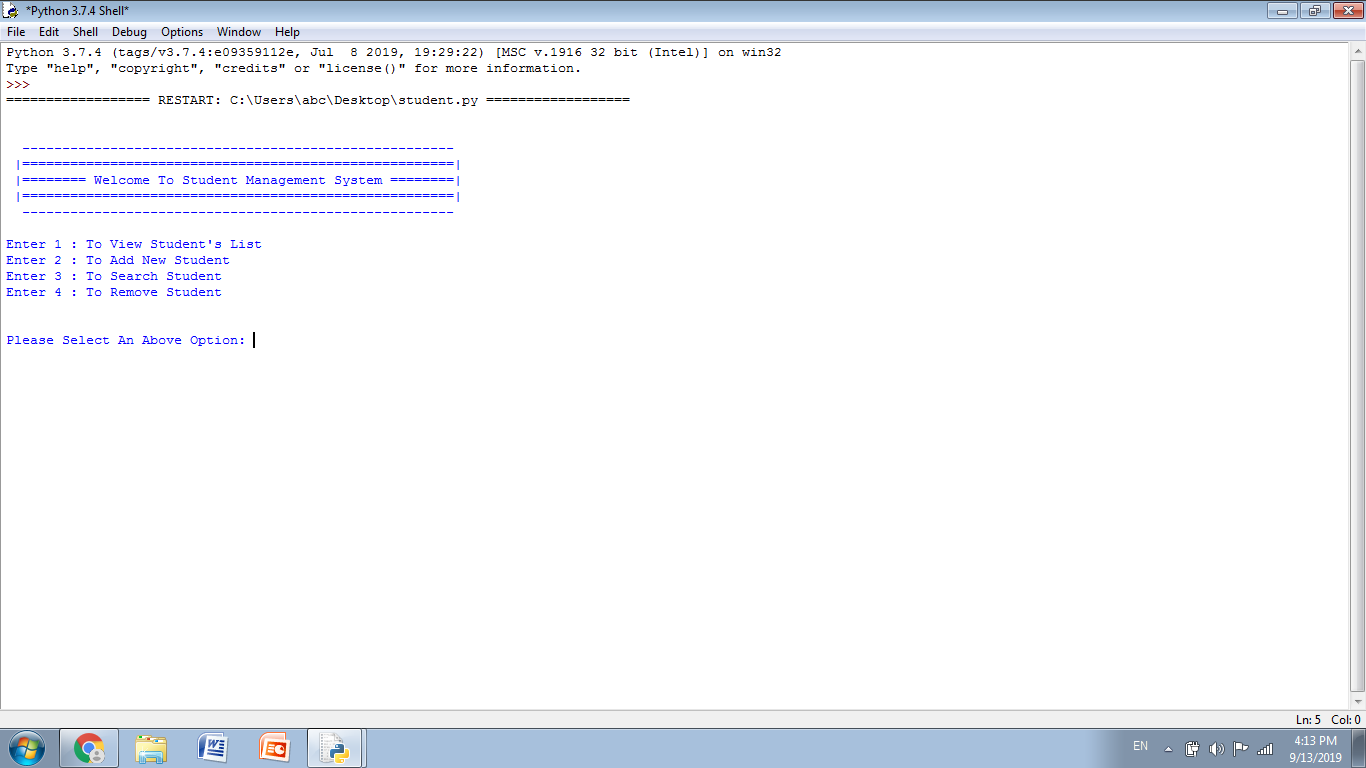 *Python 3.7.4 Shell*
File Edit Shell Debug Options Window Help
Python 3.7.4 (tags/v3.7.4:e09359112e, Jul  8 2019, 19:29:22) [MSC v.1916 32 bit (Intel)] on win32
Type "help", "copyright", "credits" or "license()" for more information.
>>>
================== RESTART: C:\Users\abc\Desktop\student.py ==================
  ------------------------------------------------------
 |======================================================|
 |======== Welcome To Student Management System ========|
 |======================================================|
  ------------------------------------------------------
Enter 1 : To View Student's List
Enter 2 : To Add New Student
Enter 3 : To Search Student
Enter 4 : To Remove Student
Please Select An Above Option:
Ln: 5 Col: 0
EN
4:13 PM
9/13/2019